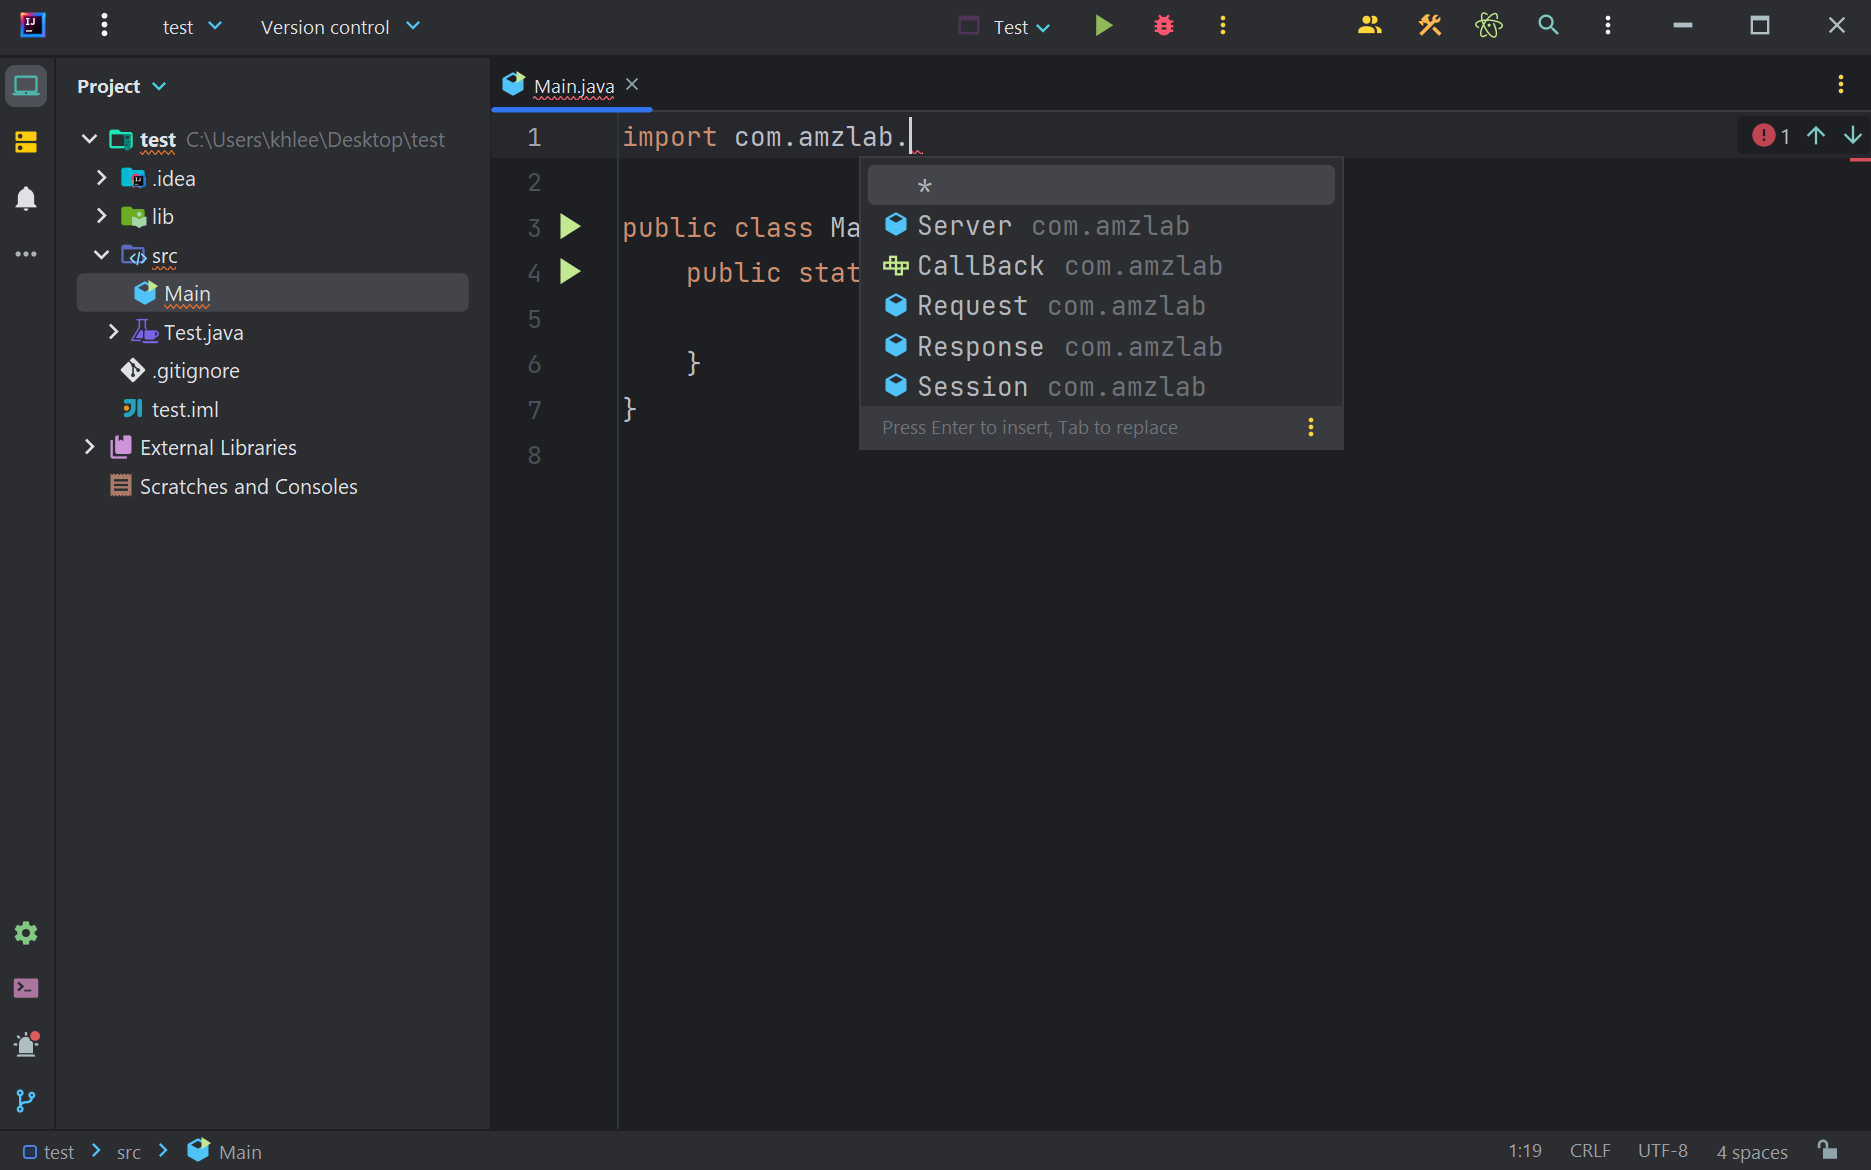 test
Version control
Test
Project
Main.java
test C:\Users\khlee\Desktop\test
.idea
lib
src
Main
Test.java
.gitignore
test.iml
External Libraries
Scratches and Consoles
1 import com.amzlab.
1
2
3 public class Ma
4 public stat
5
6 }
7 }
8
*
Server com.amzlab
CallBack com.amzlab
Request com.amzlab
Response com.amzlab
Session com.amzlab
Press Enter to insert, Tab to replace
test src Main
1:19 CRLF UTF-8 4 spaces